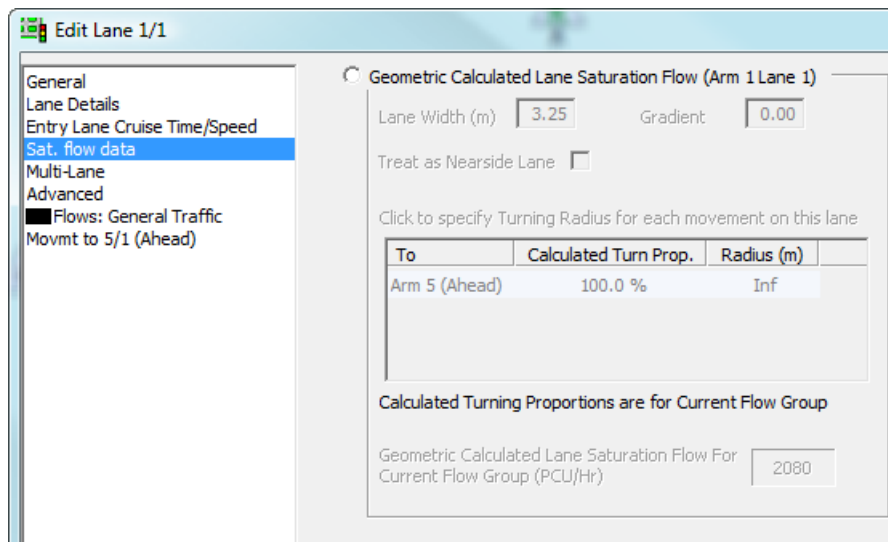 Edit Lane 1/1
General
Lane Details
Entry Lane Cruise Time/Speed
Sat. flow data
Multi-Lane
Advanced
Flows: General Traffic
Movmt to 5/1 (Ahead)
Geometric Calculated Lane Saturation Flow (Arm 1 Lane 1)
Lane Width (m) 3.25 Gradient 0.00
Treat as Nearside Lane
Click to specify Turning Radius for each movement on this lane
To Calculated Turn Prop. Radius (m)
Arm 5 (Ahead) 100.0 % Inf
Calculated Turning Proportions are for Current Flow Group
Geometric Calculated Lane Saturation Flow For
Current Flow Group (PCU/Hr) 2080